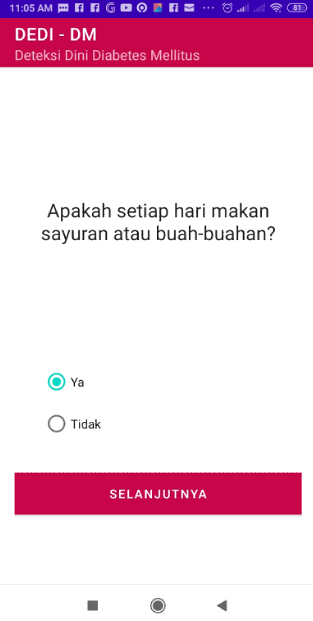 11:05 AM
81
DEDI - DM
Deteksi Dini Diabetes Mellitus
Apakah setiap hari makan
sayuran atau buah-buahan?
Ya
Tidak
SELANJUTNYA